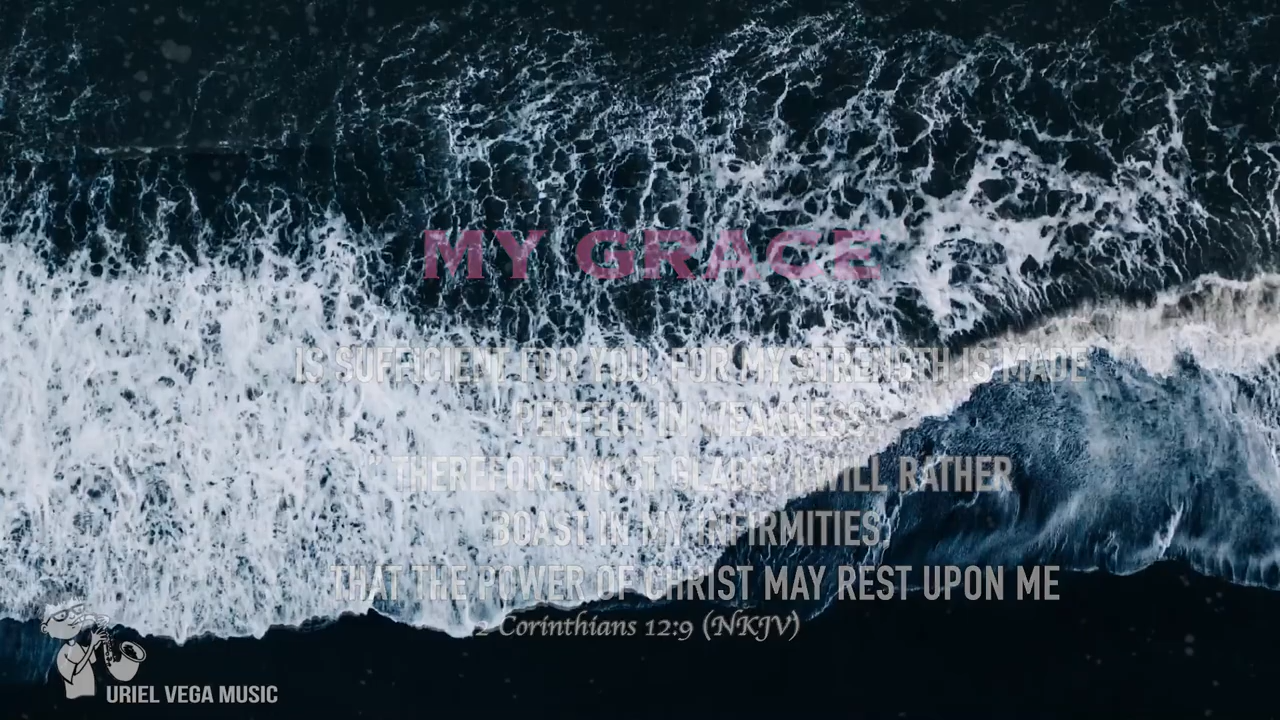 MY GRACE
IS SUFFICIENT FOR YOU, FOR MY STRENGTH IS MADE
PERFECT IN WEAKNESS."
THEREFORE MOST GLADLY I WILL RATHER
BOAST IN MY INFIRMITIES,
THAT THE POWER OF CHRIST MAY REST UPON ME
2 Corinthians 12:9 (NKJV)
URIEL VEGA MUSIC